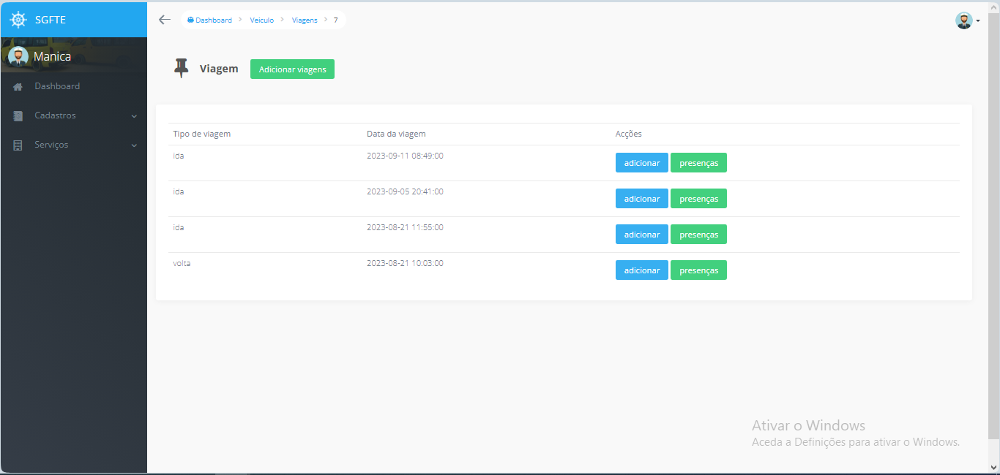 SGFTE
Dashboard Veículo Viagens 7
Manica
Dashboard
Cadastros
Serviços
Viagem Adicionar viagens
Tipo de viagem Data da viagem Acções
ida 2023-09-11 08:49:00 adicionar presenças
ida 2023-09-05 20:41:00 adicionar presenças
ida 2023-08-21 11:55:00 adicionar presenças
volta 2023-08-21 10:03:00 adicionar presenças
Ativar o Windows
Aceda a Definições para ativar o Windows.